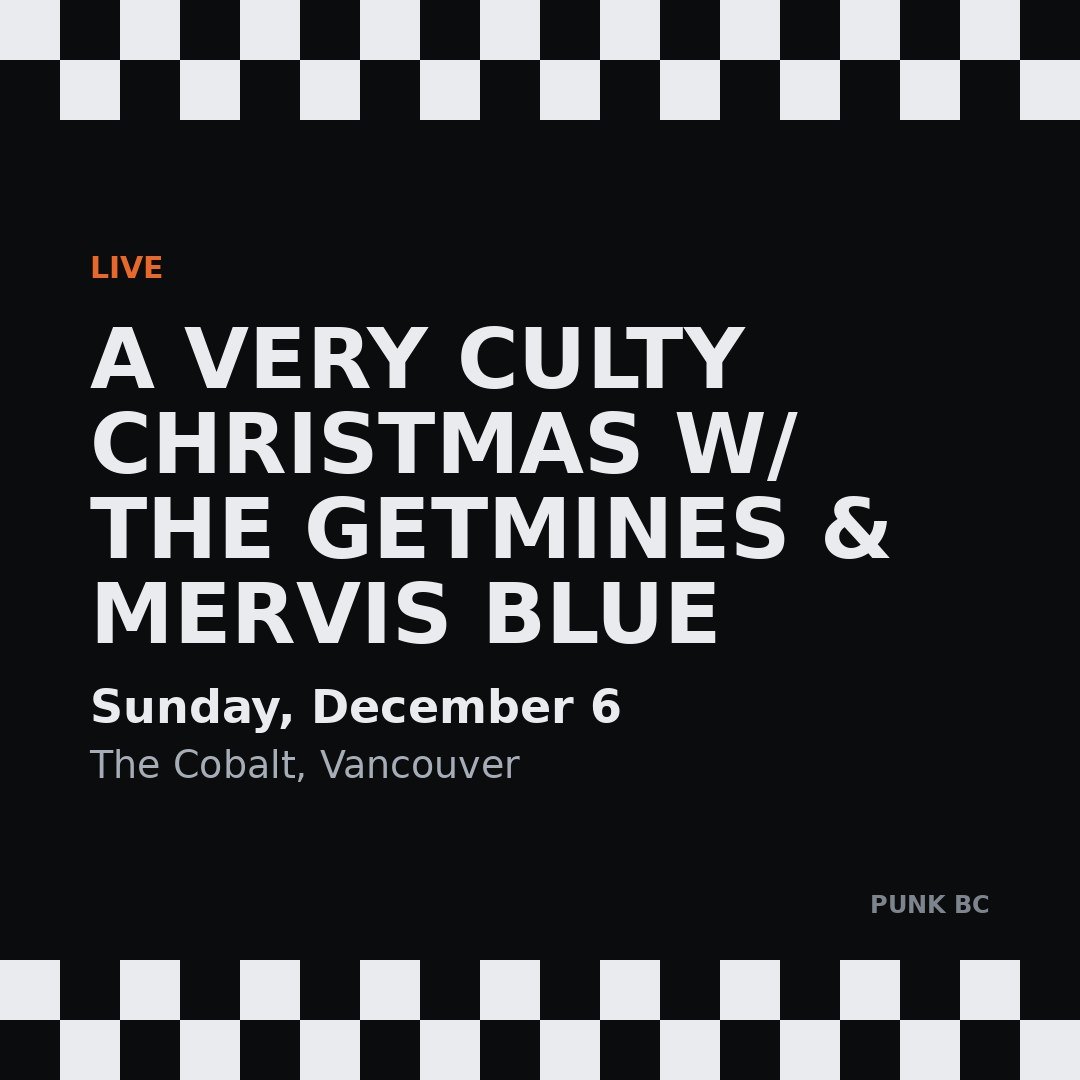 LIVE
A VERY CULTY
CHRISTMAS W/
THE GETMINES &
MERVIS BLUE
Sunday, December 6
The Cobalt, Vancouver
PUNK BC